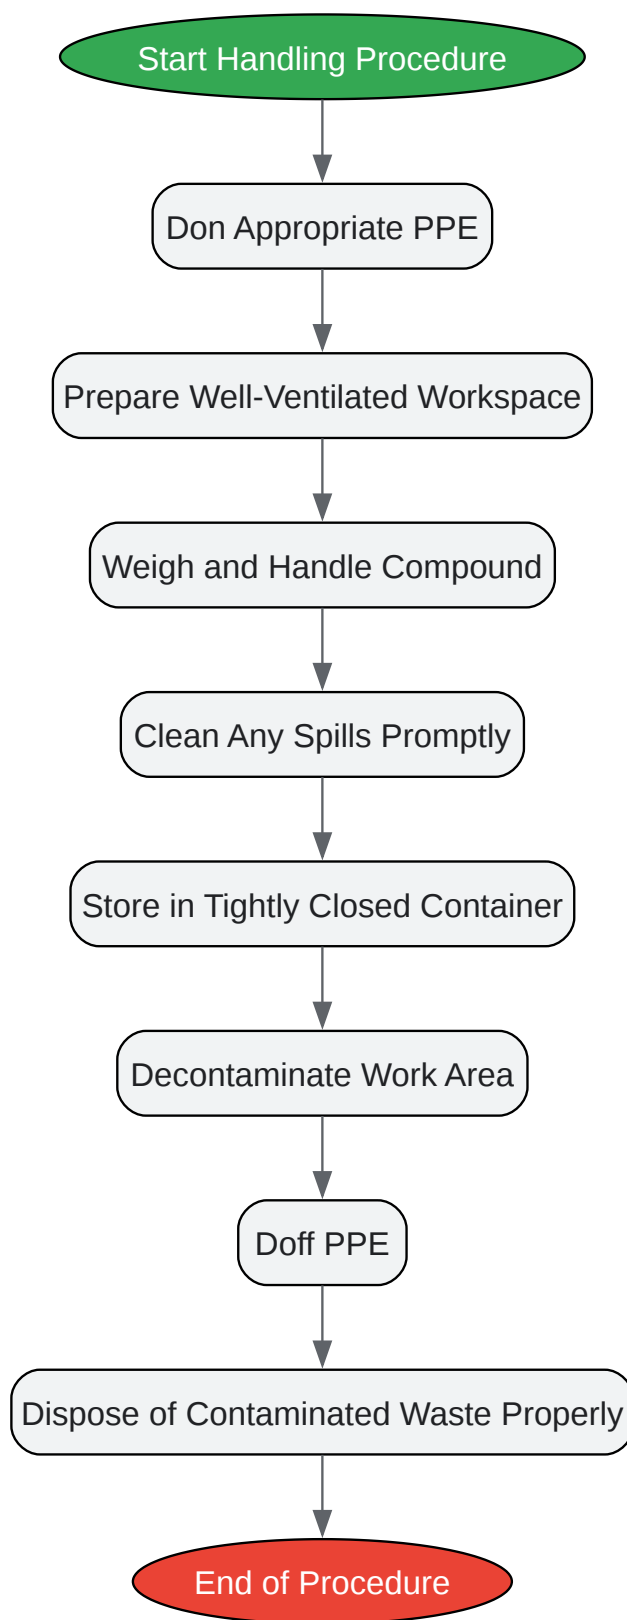 Start Handling Procedure
Don Appropriate PPE
Prepare Well-Ventilated Workspace
Weigh and Handle Compound
Clean Any Spills Promptly
Store in Tightly Closed Container
Decontaminate Work Area
Doff PPE
Dispose of Contaminated Waste Properly
End of Procedure